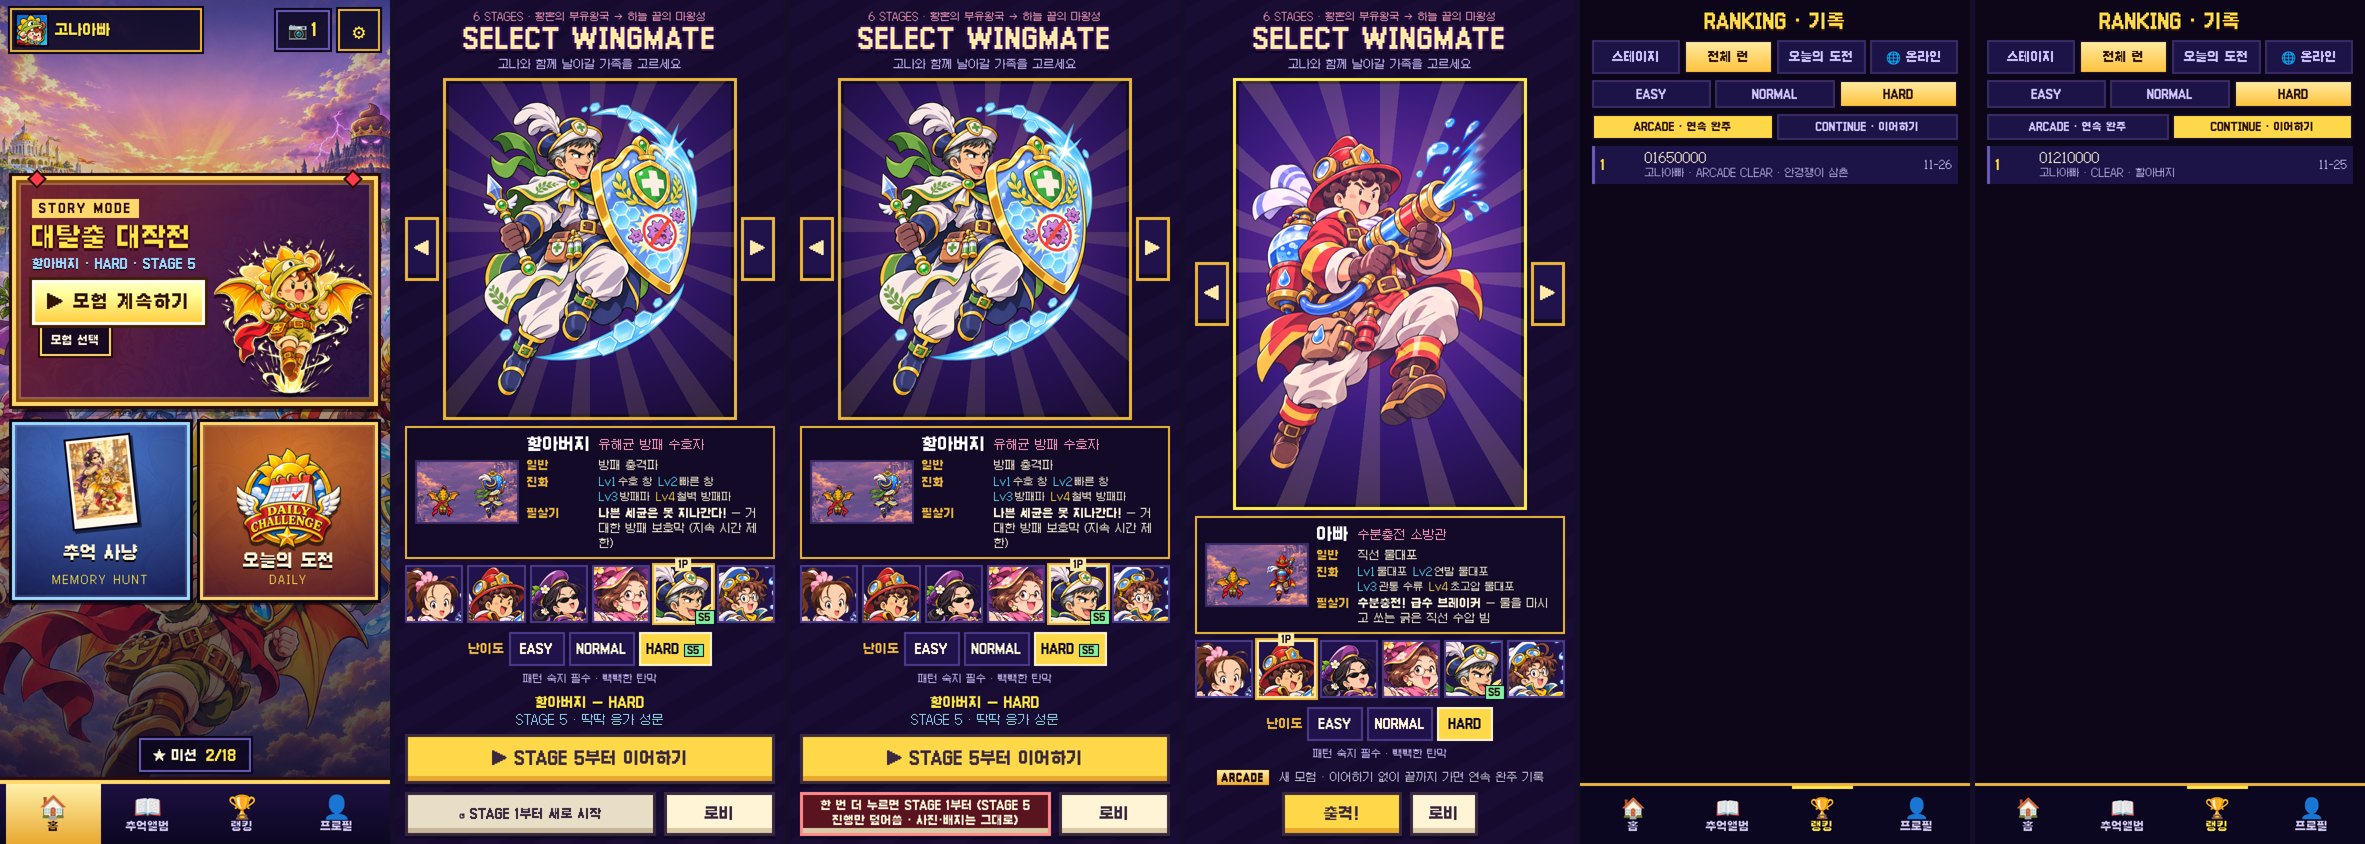 고나아빠
1
STORY MODE
대탈출 대작전
할아버지 · HARD · STAGE 5
▶ 모험 계속하기
모험 선택
추억 사냥
MEMORY HUNT
DAILY CHALLENGE
오늘의 도전
DAILY
★ 미션 2/18
홈
추억앨범
랭킹
프로필
6 STAGES · 황혼의 부유왕국 → 하늘 끝의 마왕성
SELECT WINGMATE
고나와 함께 날아갈 가족을 고르세요
◀
▶
할아버지 유해균 방패 수호자
일반 방패 충격파
진화 Lv1 수호 창 Lv2 빠른 창
Lv3 방패파 Lv4 철벽 방패파
필살기 나쁜 세균은 못 지나간다! — 거
대한 방패 보호막 (지속 시간 제
한)
1P
S5
난이도 EASY NORMAL HARD S5
패턴 숙지 필수 · 빽빽한 탄막
할아버지 — HARD
STAGE 5 · 딱딱 응가 성문
▶ STAGE 5부터 이어하기
STAGE 1부터 새로 시작
로비
6 STAGES · 황혼의 부유왕국 → 하늘 끝의 마왕성
SELECT WINGMATE
고나와 함께 날아갈 가족을 고르세요
◀
▶
할아버지 유해균 방패 수호자
일반 방패 충격파
진화 Lv1 수호 창 Lv2 빠른 창
Lv3 방패파 Lv4 철벽 방패파
필살기 나쁜 세균은 못 지나간다! — 거
대한 방패 보호막 (지속 시간 제
한)
1P
S5
난이도 EASY NORMAL HARD S5
패턴 숙지 필수 · 빽빽한 탄막
할아버지 — HARD
STAGE 5 · 딱딱 응가 성문
▶ STAGE 5부터 이어하기
한 번 더 누르면 STAGE 1부터 (STAGE 5
진행만 덮어씀 · 사진·배지는 그대로)
로비
6 STAGES · 황혼의 부유왕국 → 하늘 끝의 마왕성
SELECT WINGMATE
고나와 함께 날아갈 가족을 고르세요
◀
▶
아빠 수분충전 소방관
일반 직선 물대포
진화 Lv1 물대포 Lv2 연발 물대포
Lv3 관통 수류 Lv4 초고압 물대포
필살기 수분충전! 급수 브레이커 — 물을 마시
고 쏘는 굵은 직선 수압 빔
1P
S5
난이도 EASY NORMAL HARD
패턴 숙지 필수 · 빽빽한 탄막
ARCADE 새 모험 · 이어하기 없이 끝까지 가면 연속 완주 기록
출격!
로비
RANKING · 기록
스테이지 전체 런 오늘의 도전 온라인
EASY NORMAL HARD
ARCADE · 연속 완주 CONTINUE · 이어하기
1 01650000 11-26
고나아빠 · ARCADE CLEAR · 안경쟁이 삼촌
홈
추억앨범
랭킹
프로필
RANKING · 기록
스테이지 전체 런 오늘의 도전 온라인
EASY NORMAL HARD
ARCADE · 연속 완주 CONTINUE · 이어하기
1 01210000 11-25
고나아빠 · CLEAR · 할아버지
홈
추억앨범
랭킹
프로필